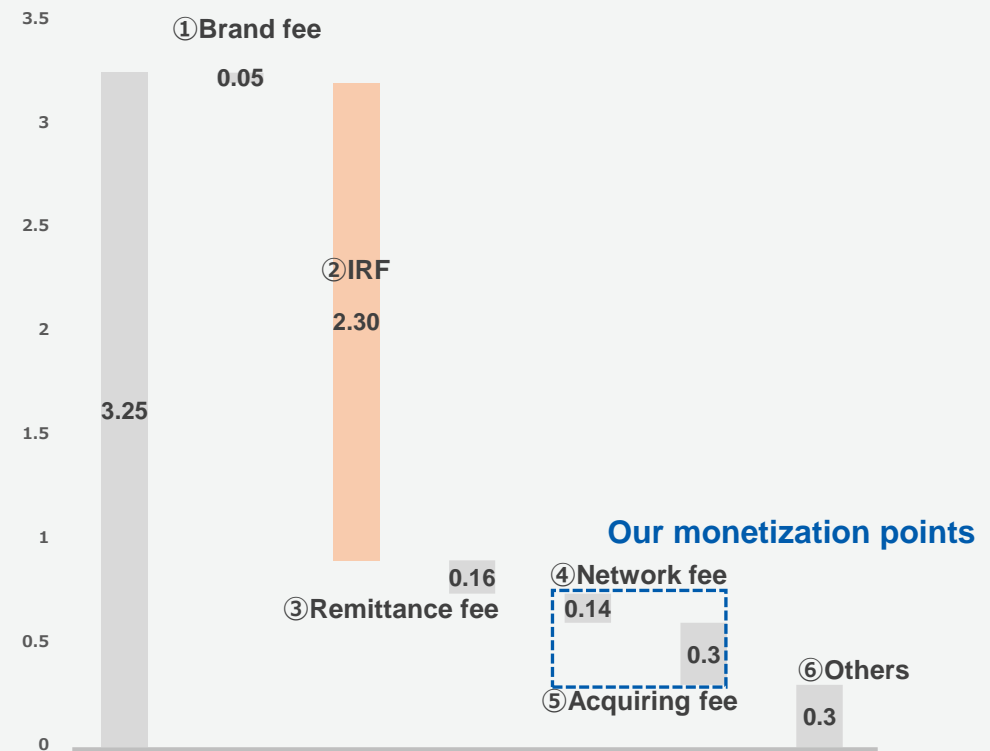 3.5
①Brand fee
0.05
3
2.5
②IRF
2.30
2
3.25
1.5
Our monetization points
1
④Network fee
0.16
0.14
③Remittance fee
0.5
0.3
⑥Others
⑤Acquiring fee
0.3
0